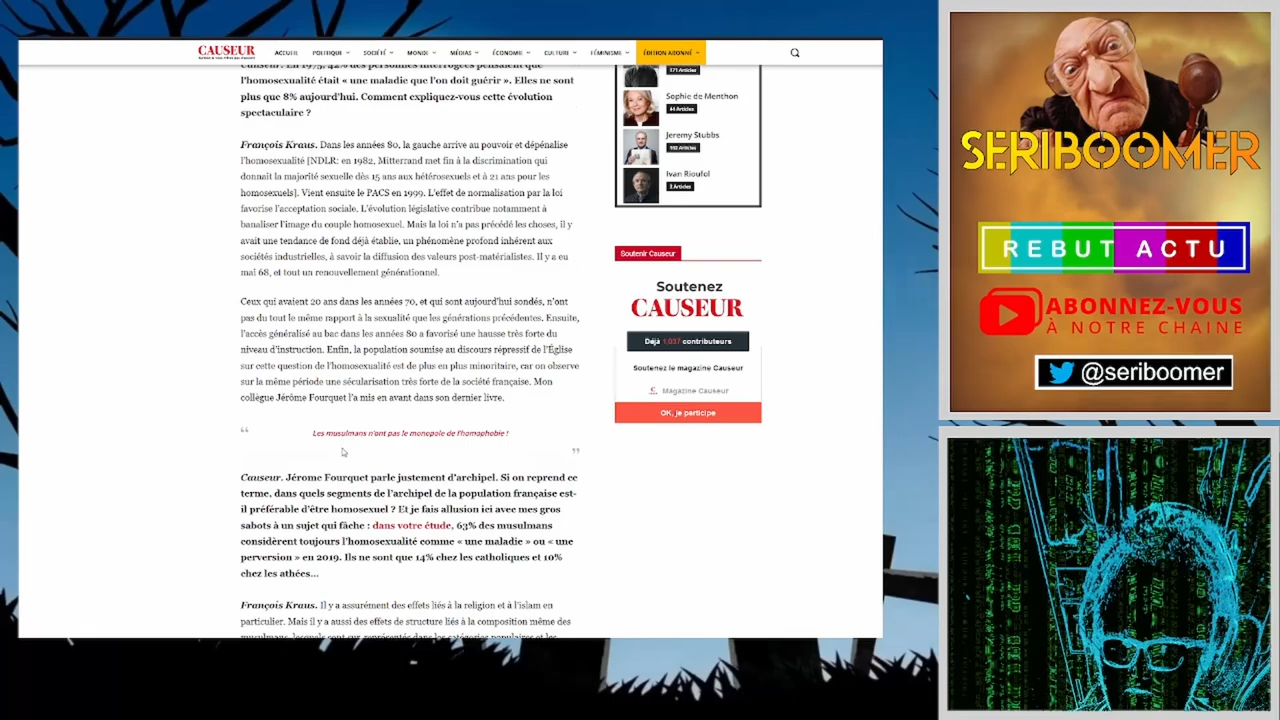 CAUSEUR
ACCUEIL POLITIQUE SOCIÉTÉ MONDE MÉDIAS ÉCONOMIE CULTURE FÉMINISME ÉDITION ABONNÉ
Causeur. En 1975, 42% des personnes interrogées pensaient que
l'homosexualité était « une maladie que l'on doit guérir ». Elles ne sont
plus que 8% aujourd'hui. Comment expliquez-vous cette évolution
spectaculaire ?
François Kraus. Dans les années 80, la gauche arrive au pouvoir et dépénalise
l'homosexualité [NDLR: en 1982, Mitterrand met fin à la discrimination qui
donnait la majorité sexuelle dès 15 ans aux hétérosexuels et à 21 ans pour les
homosexuels]. Vient ensuite le PACS en 1999. L'effet de normalisation par la loi
favorise l'acceptation sociale. L'évolution législative contribue notamment à
banaliser l'image du couple homosexuel. Mais la loi n'a pas précédé les choses, il y
avait une tendance de fond déjà établie, un phénomène profond inhérent aux
sociétés industrielles, à savoir la diffusion des valeurs post-matérialistes. Il y a eu
mai 68, et tout un renouvellement générationnel.
Ceux qui avaient 20 ans dans les années 70, et qui sont aujourd'hui sondés, n'ont
pas du tout le même rapport à la sexualité que les générations précédentes. Ensuite,
l'accès généralisé au bac dans les années 80 a favorisé une hausse très forte du
niveau d'instruction. Enfin, la population soumise au discours répressif de l'Église
sur cette question de l'homosexualité est de plus en plus minoritaire, car on observe
sur la même période une sécularisation très forte de la société française. Mon
collègue Jérôme Fourquet l'a mis en avant dans son dernier livre.
“ Les musulmans n'ont pas le monopole de l'homophobie ! ”
Causeur. Jérome Fourquet parle justement d'archipel. Si on reprend ce
terme, dans quels segments de l'archipel de la population française est-
il préférable d'être homosexuel ? Et je fais allusion ici avec mes gros
sabots à un sujet qui fâche : dans votre étude, 63% des musulmans
considèrent toujours l'homosexualité comme « une maladie » ou « une
perversion » en 2019. Ils ne sont que 14% chez les catholiques et 10%
chez les athées…
François Kraus. Il y a assurément des effets liés à la religion et à l'islam en
particulier. Mais il y a aussi des effets de structure liés à la composition même des
musulmans, lesquels sont sur-représentés dans les catégories populaires et les
371 Articles
Sophie de Menthon
44 Articles
Jeremy Stubbs
Ivan Rioufol
2 Articles
Soutenir Causeur
Soutenez
CAUSEUR
Déjà 1,037 contributeurs
Soutenez le magazine Causeur
Magazine Causeur
OK, je participe
SERIBOOMER
REBUT ACTU
ABONNEZ-VOUS
À NOTRE CHAINE
@seriboomer